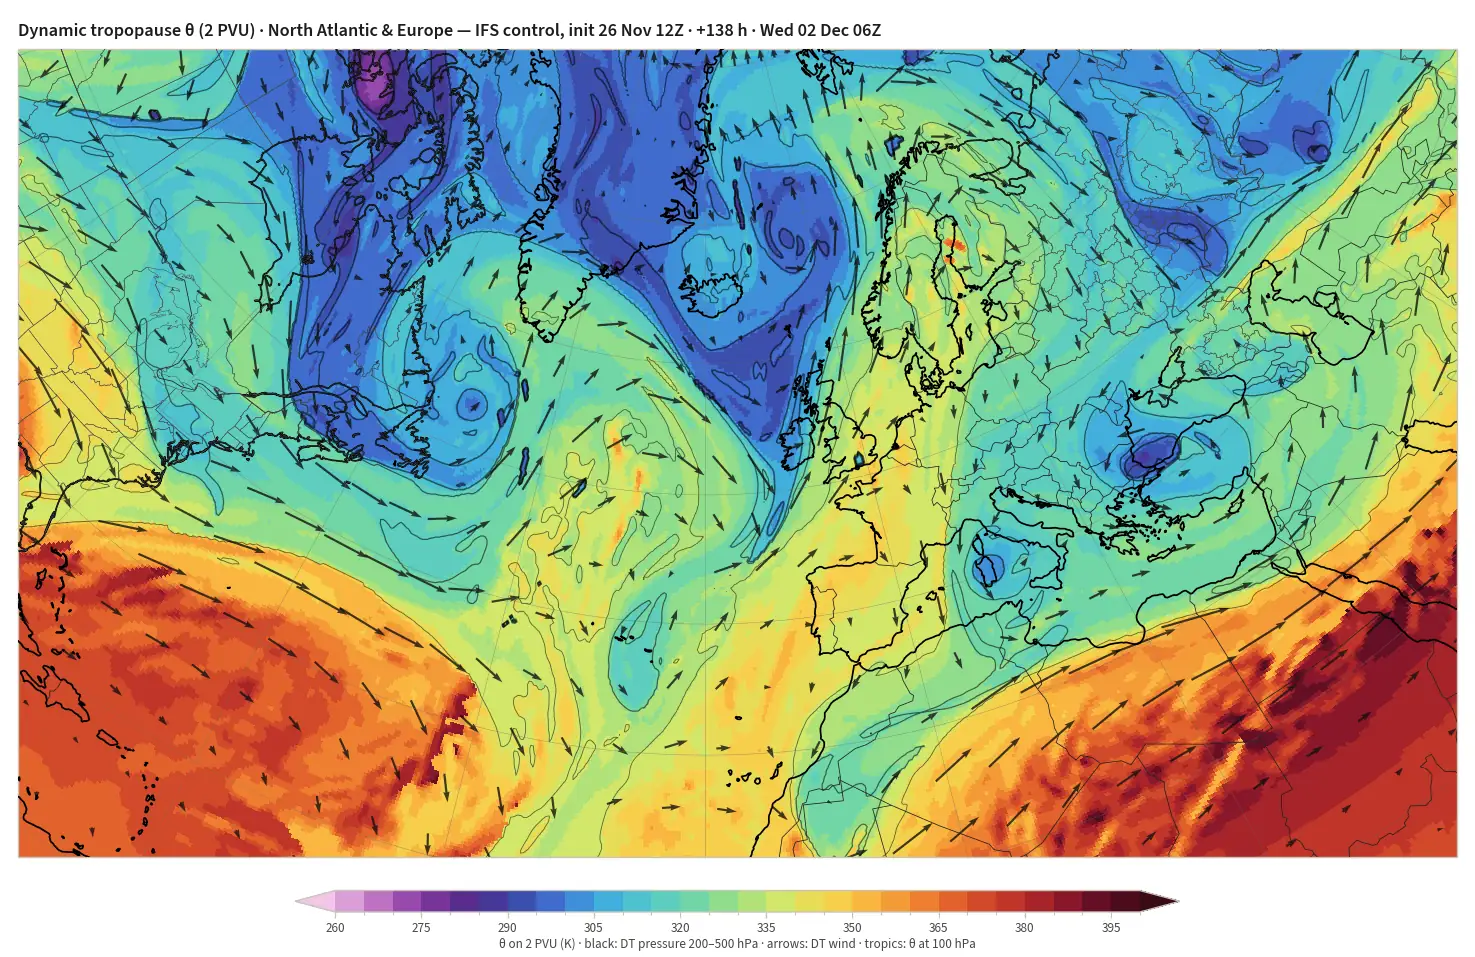 Dynamic tropopause θ (2 PVU) · North Atlantic & Europe — IFS control, init 26 Nov 12Z · +138 h · Wed 02 Dec 06Z
260 275 290 305 320 335 350 365 380 395
θ on 2 PVU (K) · black: DT pressure 200–500 hPa · arrows: DT wind · tropics: θ at 100 hPa